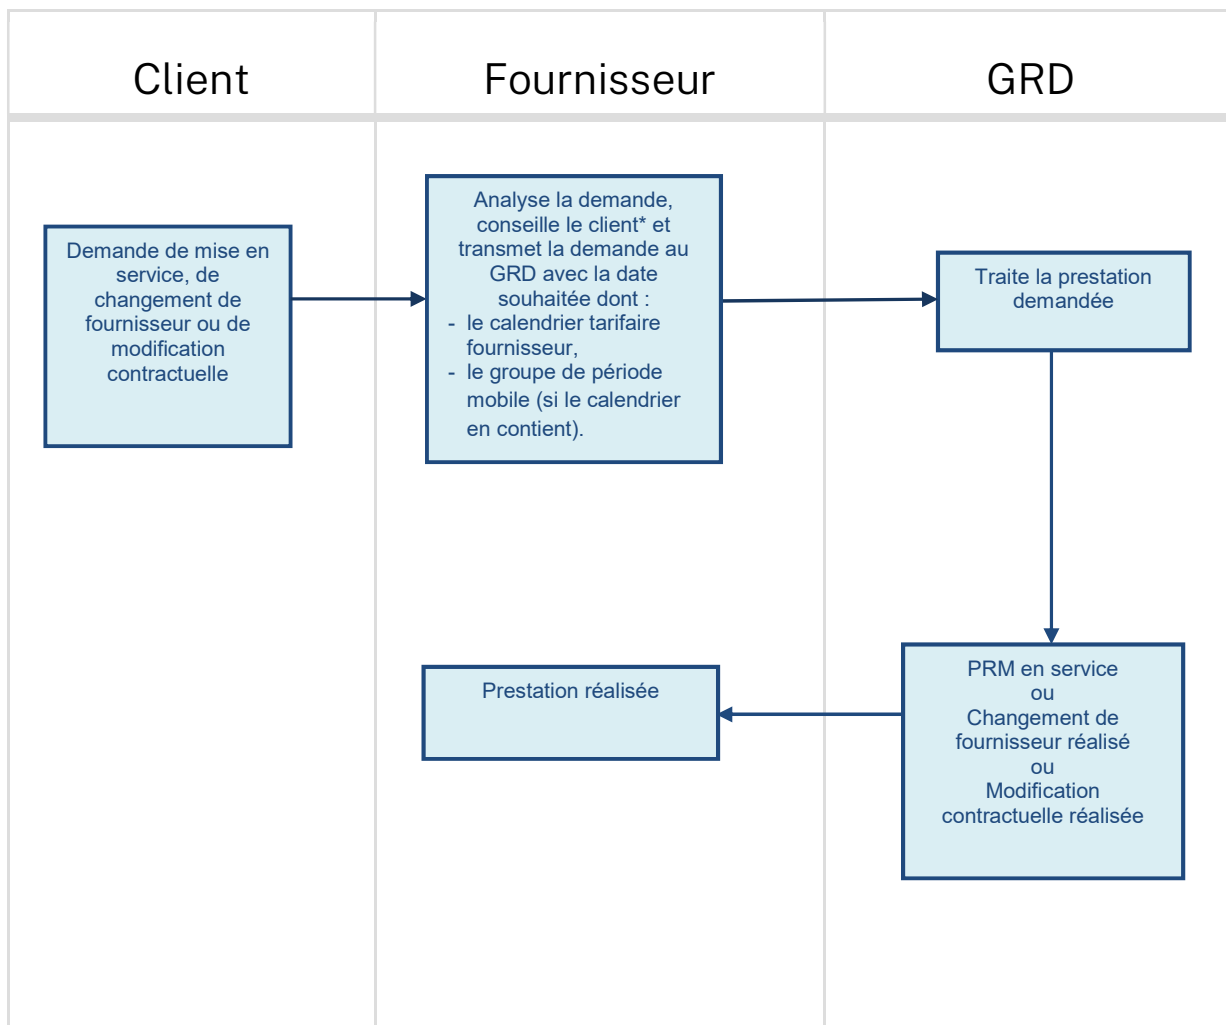 Client
Fournisseur
GRD
Demande de mise en
service, de
changement de
fournisseur ou de
modification
contractuelle
Analyse la demande,
conseille le client* et
transmet la demande au
GRD avec la date
souhaitée dont :
- le calendrier tarifaire
fournisseur,
- le groupe de période
mobile (si le calendrier
en contient).
Traite la prestation
demandée
PRM en service
ou
Changement de
fournisseur réalisé
ou
Modification
contractuelle réalisée
Prestation réalisée